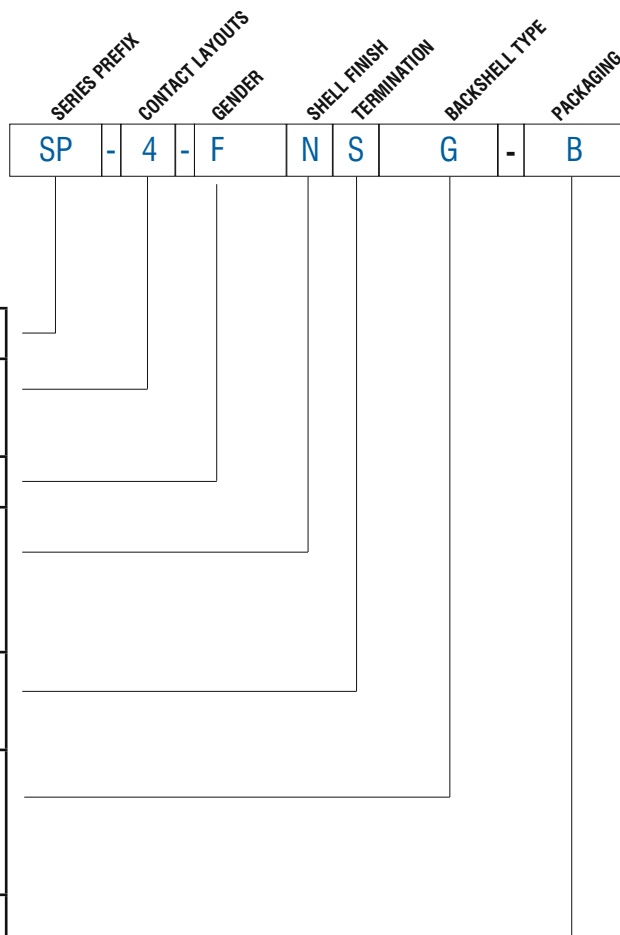 SERIES PREFIX
CONTACT LAYOUTS
GENDER
SHELL FINISH
TERMINATION
BACKSHELL TYPE
PACKAGING
SP - 4 - F N S G - B